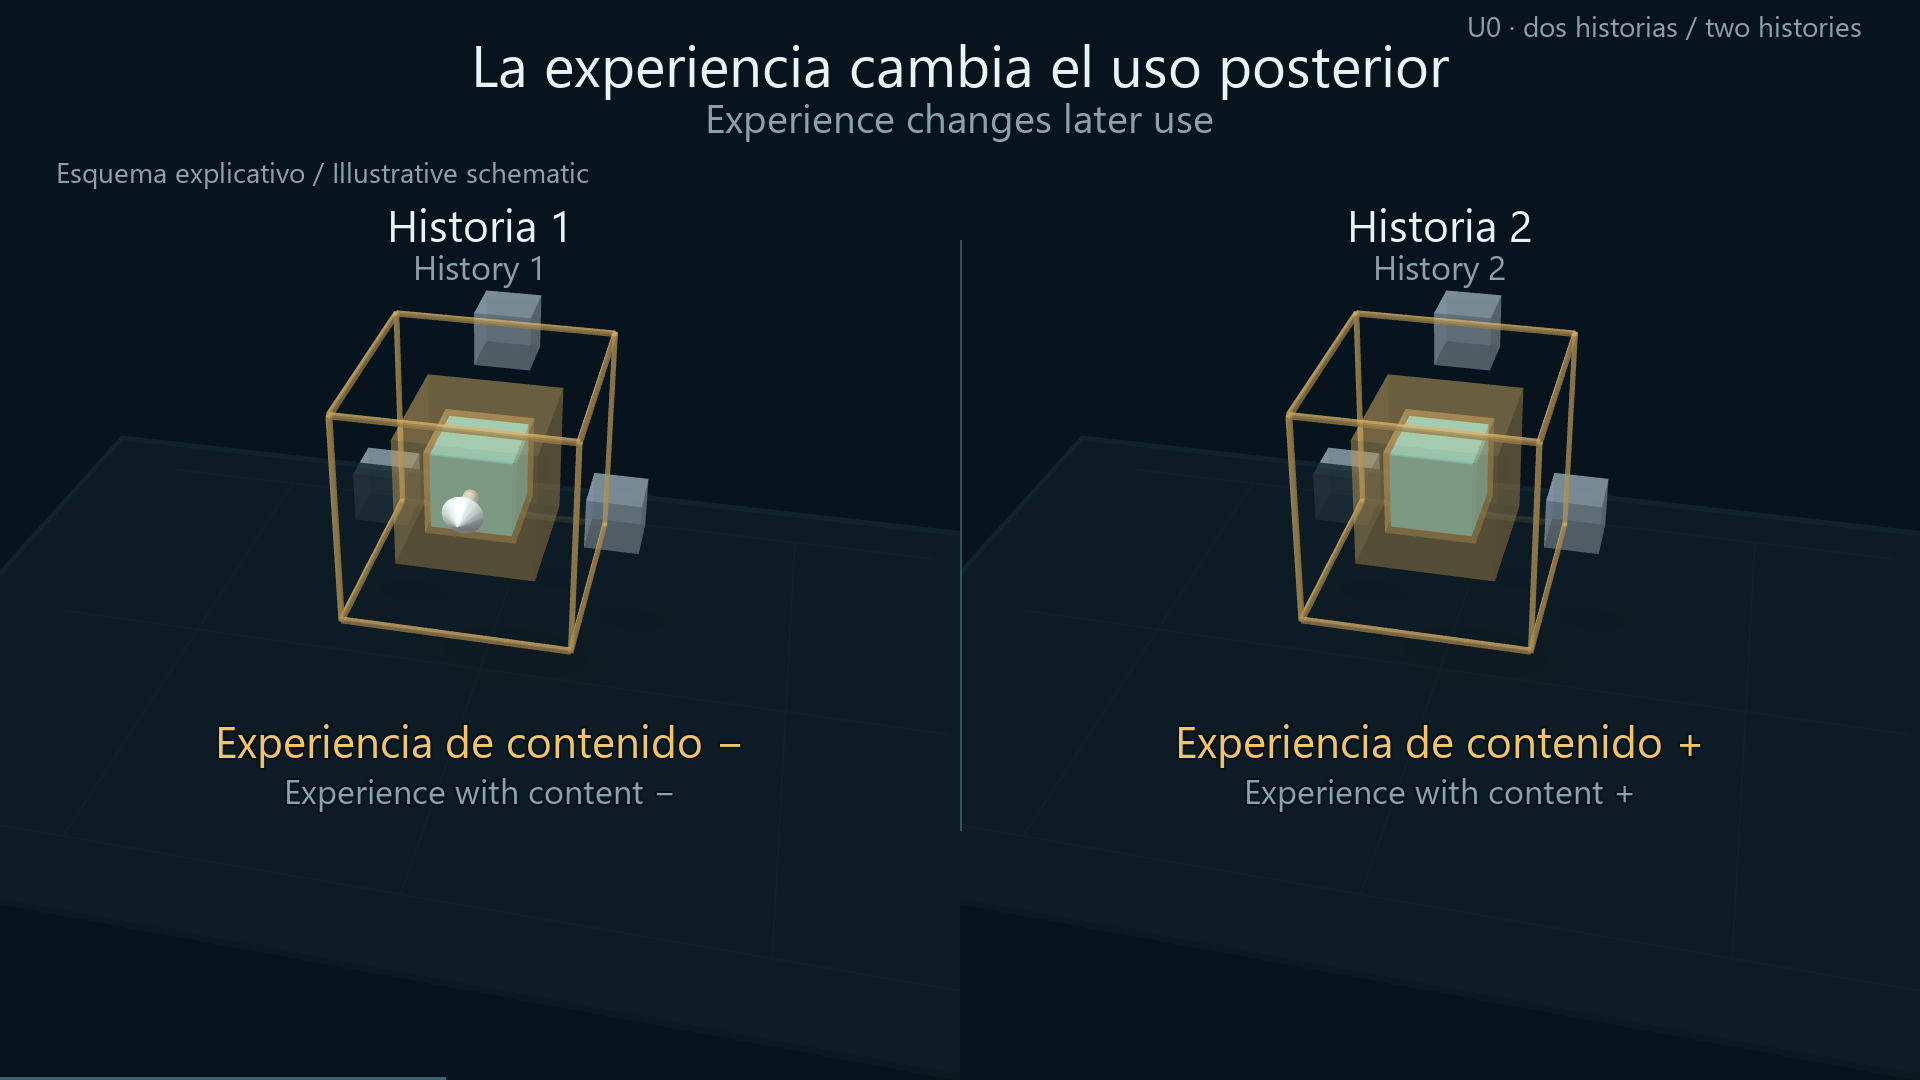 U0 · dos historias / two histories
La experiencia cambia el uso posterior
Experience changes later use
Esquema explicativo / Illustrative schematic
Historia 1
History 1
Historia 2
History 2
Experiencia de contenido −
Experience with content −
Experiencia de contenido +
Experience with content +